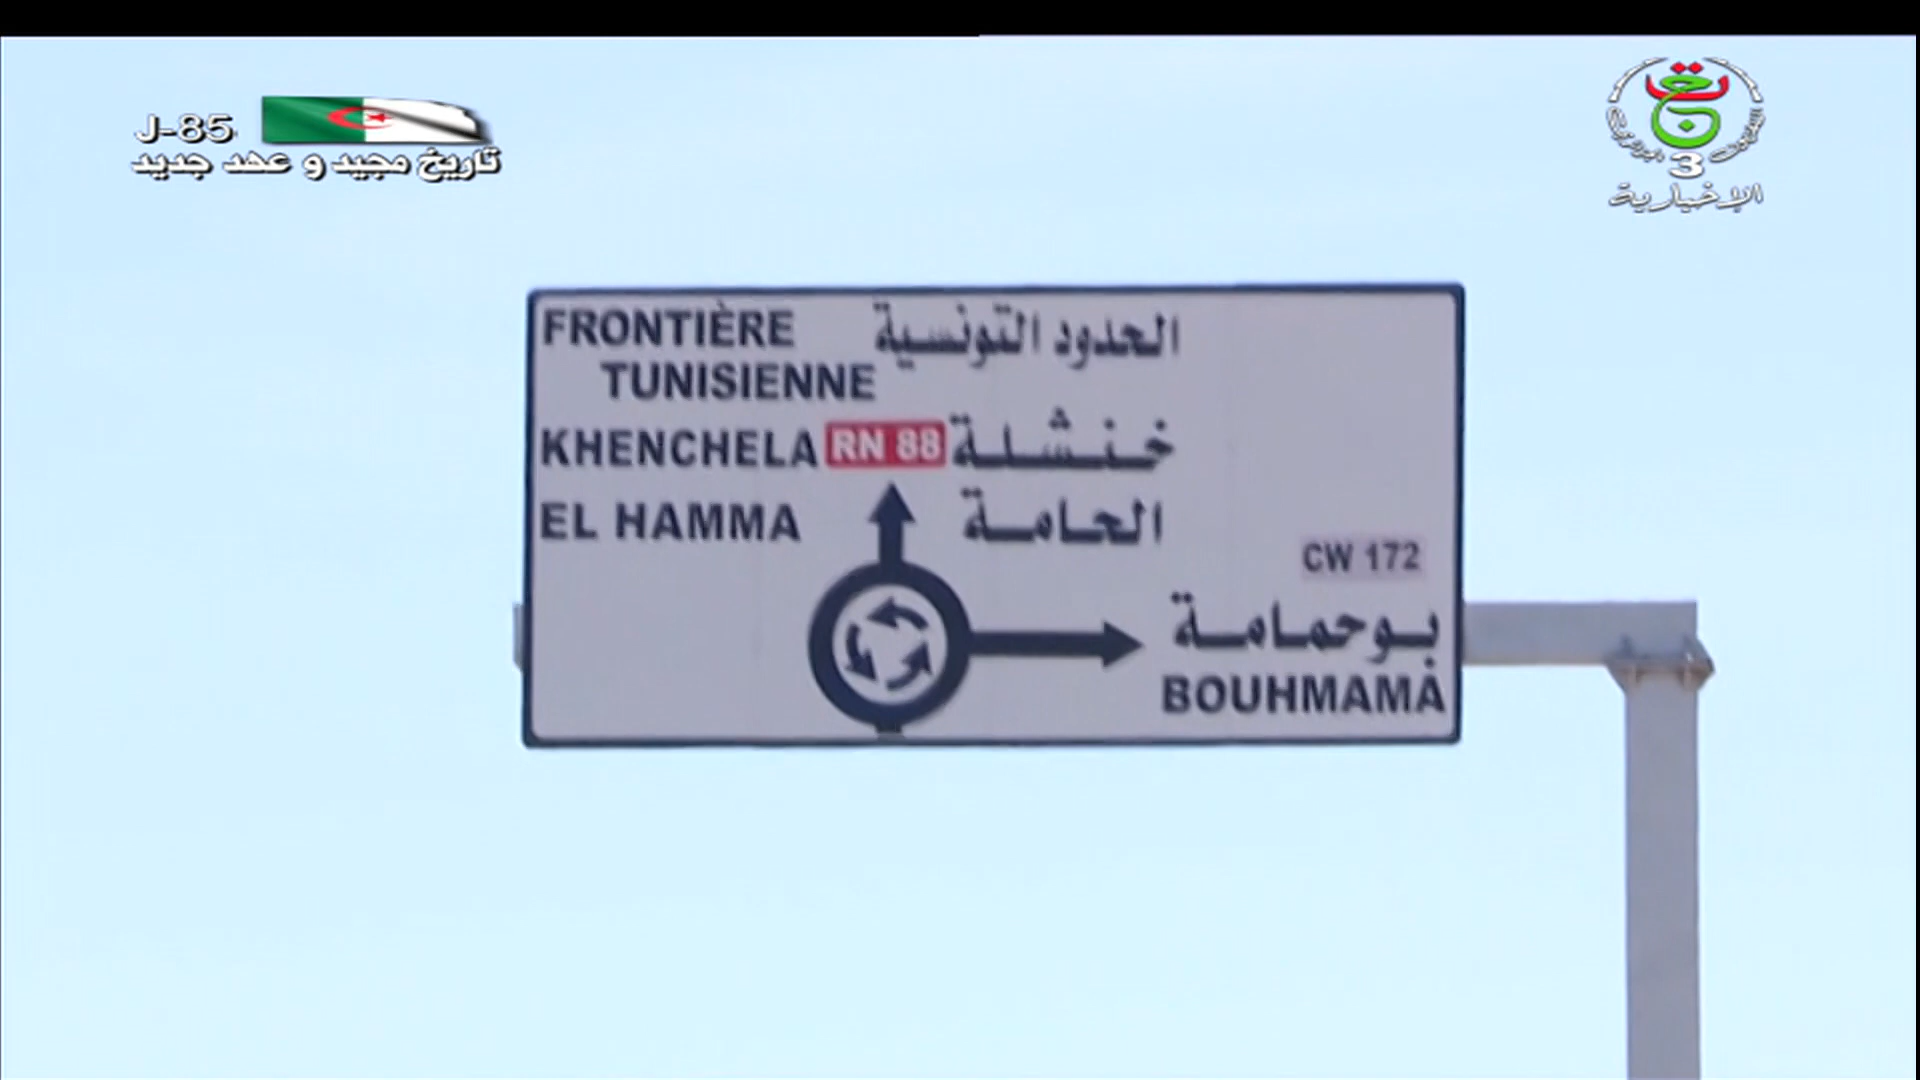 J-85
تاريخ مجيد و عهد جديد
3
الإخبارية
FRONTIÈRE الحدود التونسية
TUNISIENNE
KHENCHELA RN 88 خنشلة
EL HAMMA الحامة
CW 172
بوحمامة
BOUHMAMA